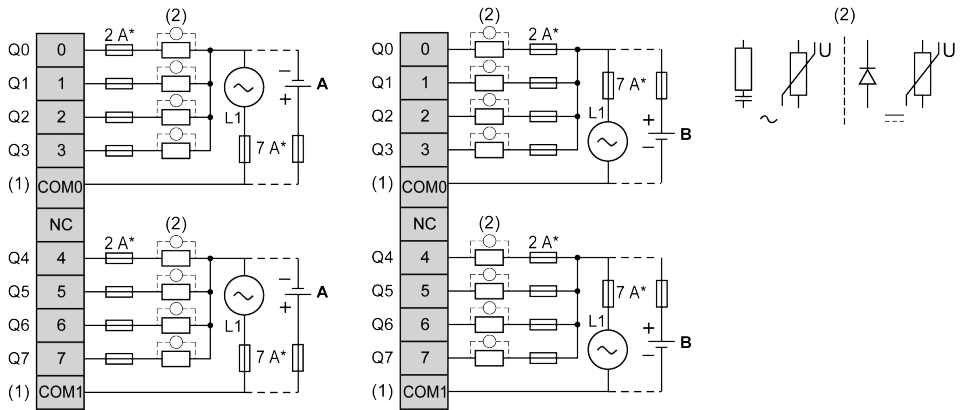 (2)
2 A*
Q0 0
Q1 1
Q2 2
Q3 3
(1) COM0
NC
L1
7 A*
−
+
A
(2)
2 A*
Q4 4
Q5 5
Q6 6
Q7 7
(1) COM1
L1
7 A*
−
+
A
(2)
2 A*
Q0 0
Q1 1
Q2 2
Q3 3
(1) COM0
NC
7 A*
L1
+
−
B
(2)
2 A*
Q4 4
Q5 5
Q6 6
Q7 7
(1) COM1
7 A*
L1
+
−
B
(2)
U U